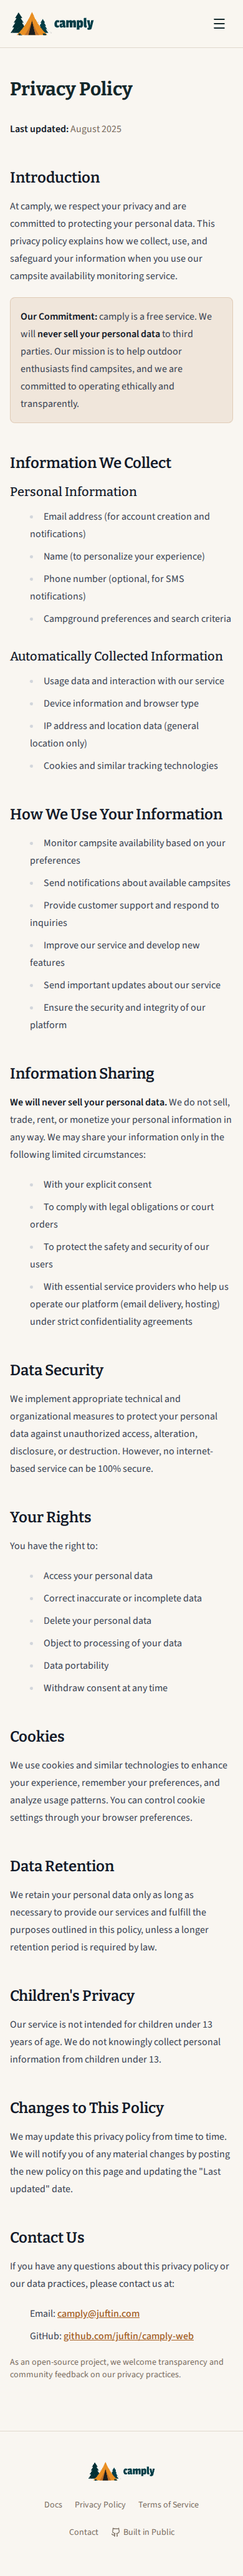 camply
Privacy Policy
Last updated: August 2025
Introduction
At camply, we respect your privacy and are
committed to protecting your personal data. This
privacy policy explains how we collect, use, and
safeguard your information when you use our
campsite availability monitoring service.
Our Commitment: camply is a free service. We
will never sell your personal data to third
parties. Our mission is to help outdoor
enthusiasts find campsites, and we are
committed to operating ethically and
transparently.
Information We Collect
Personal Information
Email address (for account creation and
notifications)
Name (to personalize your experience)
Phone number (optional, for SMS
notifications)
Campground preferences and search criteria
Automatically Collected Information
Usage data and interaction with our service
Device information and browser type
IP address and location data (general
location only)
Cookies and similar tracking technologies
How We Use Your Information
Monitor campsite availability based on your
preferences
Send notifications about available campsites
Provide customer support and respond to
inquiries
Improve our service and develop new
features
Send important updates about our service
Ensure the security and integrity of our
platform
Information Sharing
We will never sell your personal data. We do not sell,
trade, rent, or monetize your personal information in
any way. We may share your information only in the
following limited circumstances:
With your explicit consent
To comply with legal obligations or court
orders
To protect the safety and security of our
users
With essential service providers who help us
operate our platform (email delivery, hosting)
under strict confidentiality agreements
Data Security
We implement appropriate technical and
organizational measures to protect your personal
data against unauthorized access, alteration,
disclosure, or destruction. However, no internet-
based service can be 100% secure.
Your Rights
You have the right to:
Access your personal data
Correct inaccurate or incomplete data
Delete your personal data
Object to processing of your data
Data portability
Withdraw consent at any time
Cookies
We use cookies and similar technologies to enhance
your experience, remember your preferences, and
analyze usage patterns. You can control cookie
settings through your browser preferences.
Data Retention
We retain your personal data only as long as
necessary to provide our services and fulfill the
purposes outlined in this policy, unless a longer
retention period is required by law.
Children's Privacy
Our service is not intended for children under 13
years of age. We do not knowingly collect personal
information from children under 13.
Changes to This Policy
We may update this privacy policy from time to time.
We will notify you of any material changes by posting
the new policy on this page and updating the "Last
updated" date.
Contact Us
If you have any questions about this privacy policy or
our data practices, please contact us at:
Email: camply@juftin.com
GitHub: github.com/juftin/camply-web
As an open-source project, we welcome transparency and
community feedback on our privacy practices.
camply
Docs Privacy Policy Terms of Service
Contact Built in Public